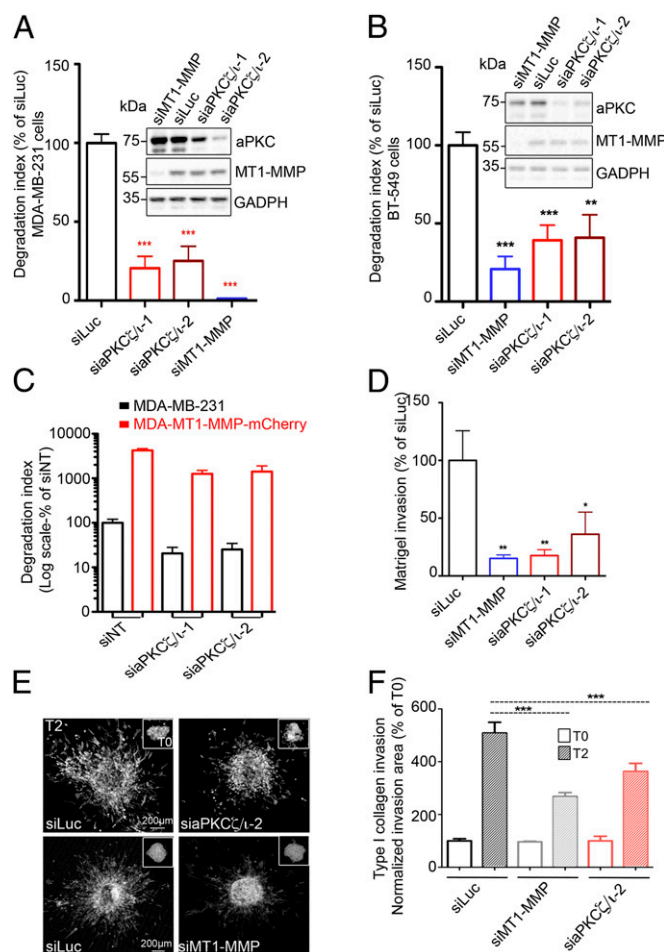 A
Degradation index (% of siLuc)
MDA-MB-231 cells
150
100
50
0
kDa
siMT1-MMP
siLuc
siaPKCζ/ι-1
siaPKCζ/ι-2
75
55
35
aPKC
MT1-MMP
GADPH
***
***
***
siLuc
siaPKCζ/ι-1
siaPKCζ/ι-2
siMT1-MMP
B
Degradation index (% of siLuc)
BT-549 cells
150
100
50
0
kDa
siMT1-MMP
siLuc
siaPKCζ/ι-1
siaPKCζ/ι-2
75
55
35
aPKC
MT1-MMP
GADPH
***
***
**
siLuc
siMT1-MMP
siaPKCζ/ι-1
siaPKCζ/ι-2
C
MDA-MB-231
MDA-MT1-MMP-mCherry
Degradation index
(Log scale-% of siNT)
10000
1000
100
10
0
siNT
siaPKCζ/ι-1
siaPKCζ/ι-2
D
Matrigel invasion (% of siLuc)
150
100
50
0
**
**
*
siLuc
siMT1-MMP
siaPKCζ/ι-1
siaPKCζ/ι-2
E
T2
T0
siLuc
200µm
siaPKCζ/ι-2
200µm
siLuc
200µm
siMT1-MMP
200µm
F
Type I collagen invasion
Normalized invasion area (% of T0)
600
400
200
0
***
***
T0
T2
siLuc
siMT1-MMP
siaPKCζ/ι-2